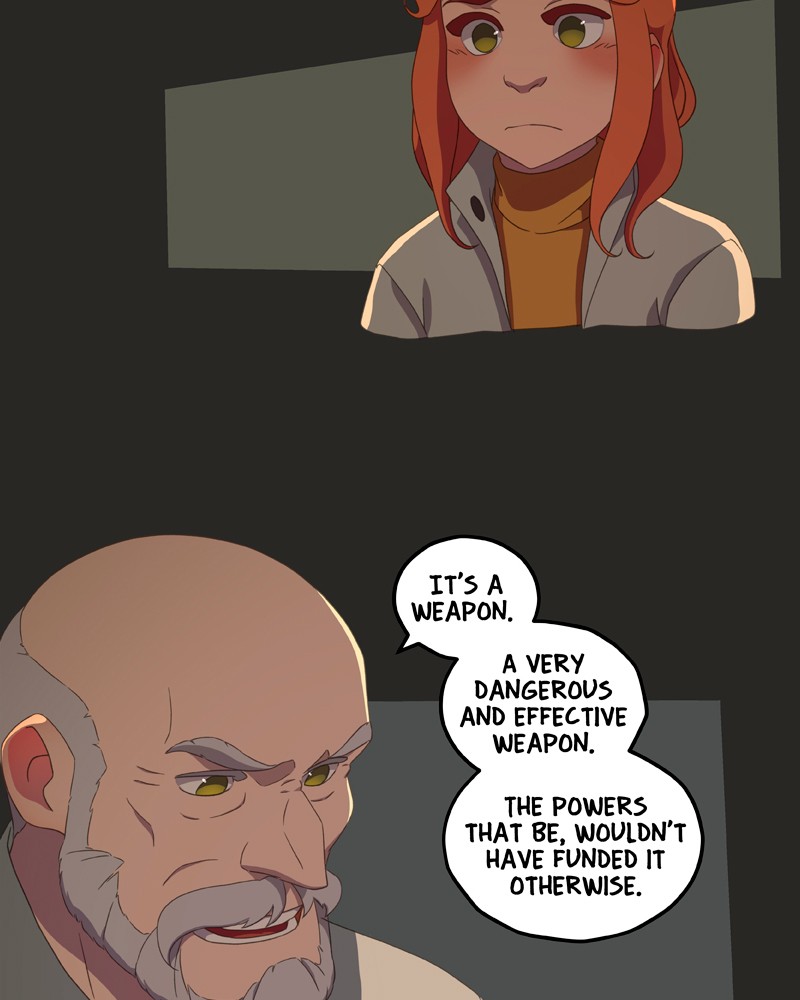 IT'S A
WEAPON.
A VERY
DANGEROUS
AND EFFECTIVE
WEAPON.
THE POWERS
THAT BE, WOULDN'T
HAVE FUNDED IT
OTHERWISE.